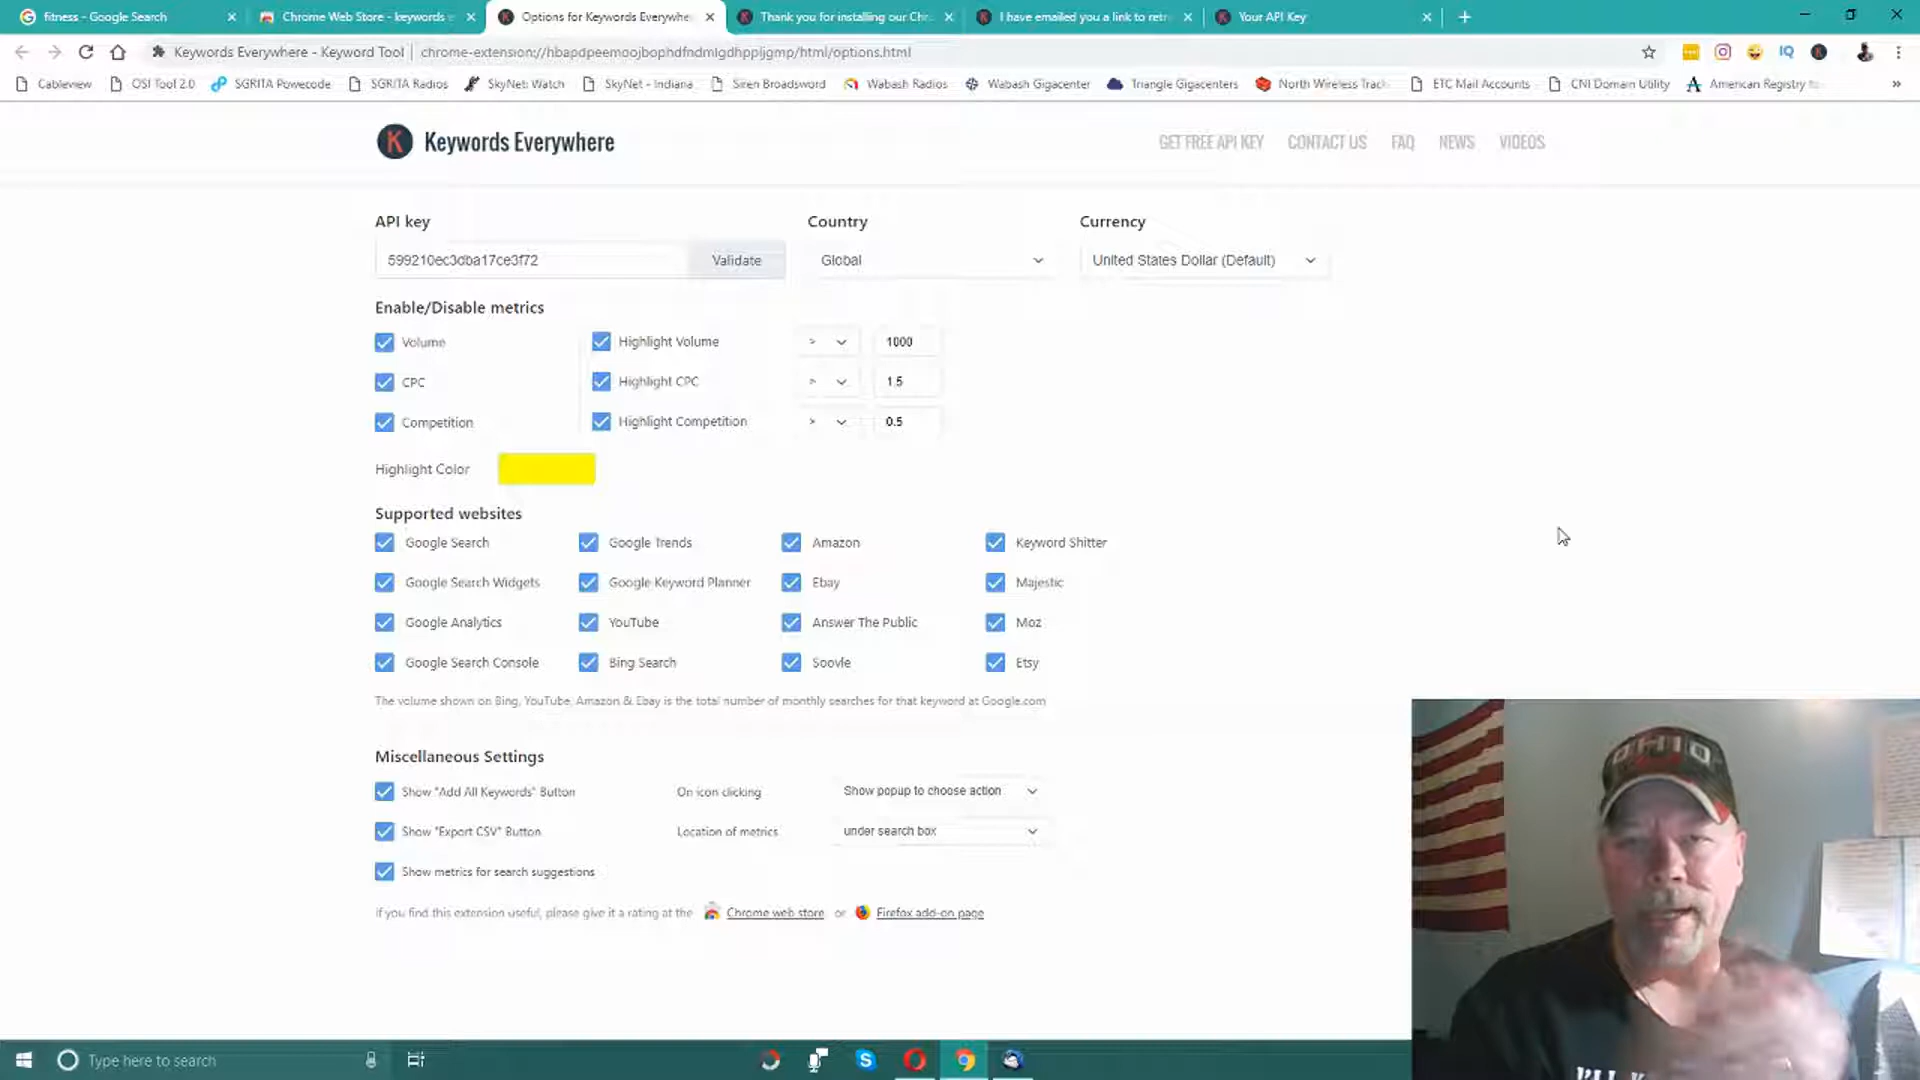 fitness - Google Search
Chrome Web Store - keywords e
Options for Keywords Everywhe
Thank you for installing our Chr
I have emailed you a link to retr
Your API Key
Keywords Everywhere - Keyword Tool
chrome-extension://hbapdpeemoojbophdfndmlgdhppljgmp/html/options.html
Cableview
OSI Tool 2.0
SGRITA Powecode
SGRITA Radios
SkyNet: Watch
SkyNet - Indiana
Siren Broadsword
Wabash Radios
Wabash Gigacenter
Triangle Gigacenters
North Wireless Track
ETC Mail Accounts
CNI Domain Utility
American Registry fo
K Keywords Everywhere
GET FREE API KEY
CONTACT US
FAQ
NEWS
VIDEOS
API key
Country
Currency
599210ec3dba17ce3f72
Validate
Global
United States Dollar (Default)
Enable/Disable metrics
Volume
Highlight Volume
>
1000
CPC
Highlight CPC
>
1.5
Competition
Highlight Competition
>
0.5
Highlight Color
Supported websites
Google Search
Google Trends
Amazon
Keyword Shitter
Google Search Widgets
Google Keyword Planner
Ebay
Majestic
Google Analytics
YouTube
Answer The Public
Moz
Google Search Console
Bing Search
Soovle
Etsy
The volume shown on Bing, YouTube, Amazon & Ebay is the total number of monthly searches for that keyword at Google.com
Miscellaneous Settings
Show "Add All Keywords" Button
On icon clicking
Show popup to choose action
Show "Export CSV" Button
Location of metrics
under search box
Show metrics for search suggestions
If you find this extension useful, please give it a rating at the Chrome web store or Firefox add-on page
OHIO
Type here to search